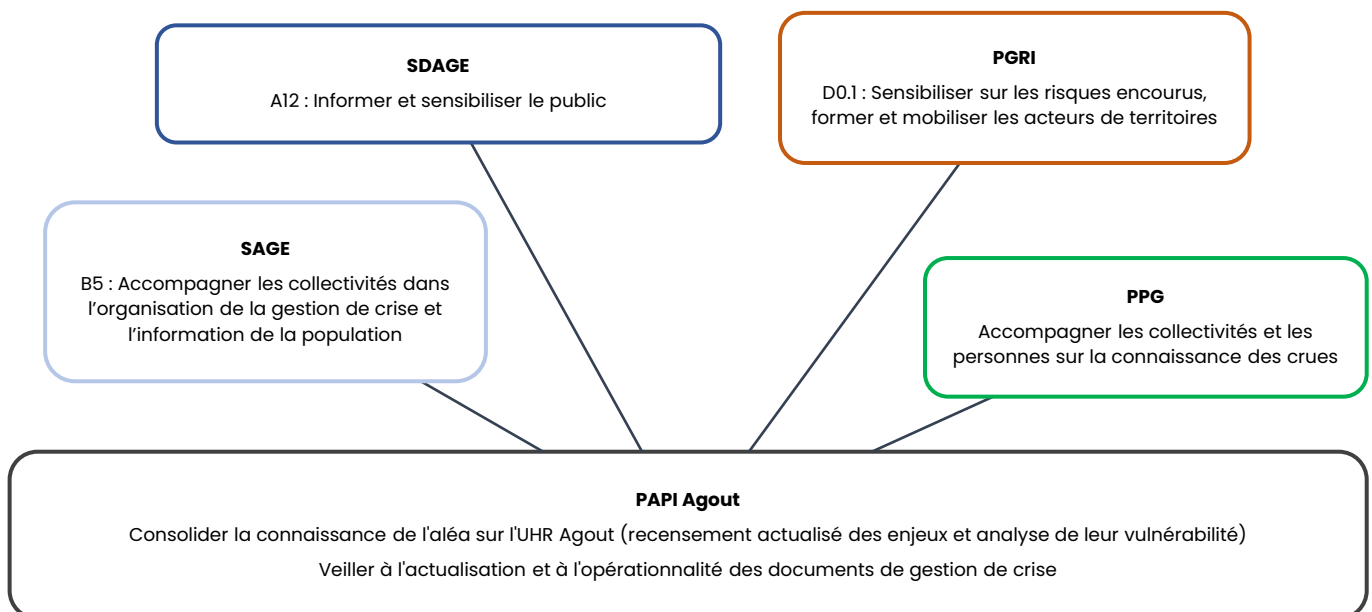 SDAGE
A12 : Informer et sensibiliser le public
PGRI
D0.1 : Sensibiliser sur les risques encourus,
former et mobiliser les acteurs de territoires
SAGE
B5 : Accompagner les collectivités dans
l’organisation de la gestion de crise et
l’information de la population
PPG
Accompagner les collectivités et les
personnes sur la connaissance des crues
PAPI Agout
Consolider la connaissance de l'aléa sur l'UHR Agout (recensement actualisé des enjeux et analyse de leur vulnérabilité)
Veiller à l'actualisation et à l'opérationnalité des documents de gestion de crise